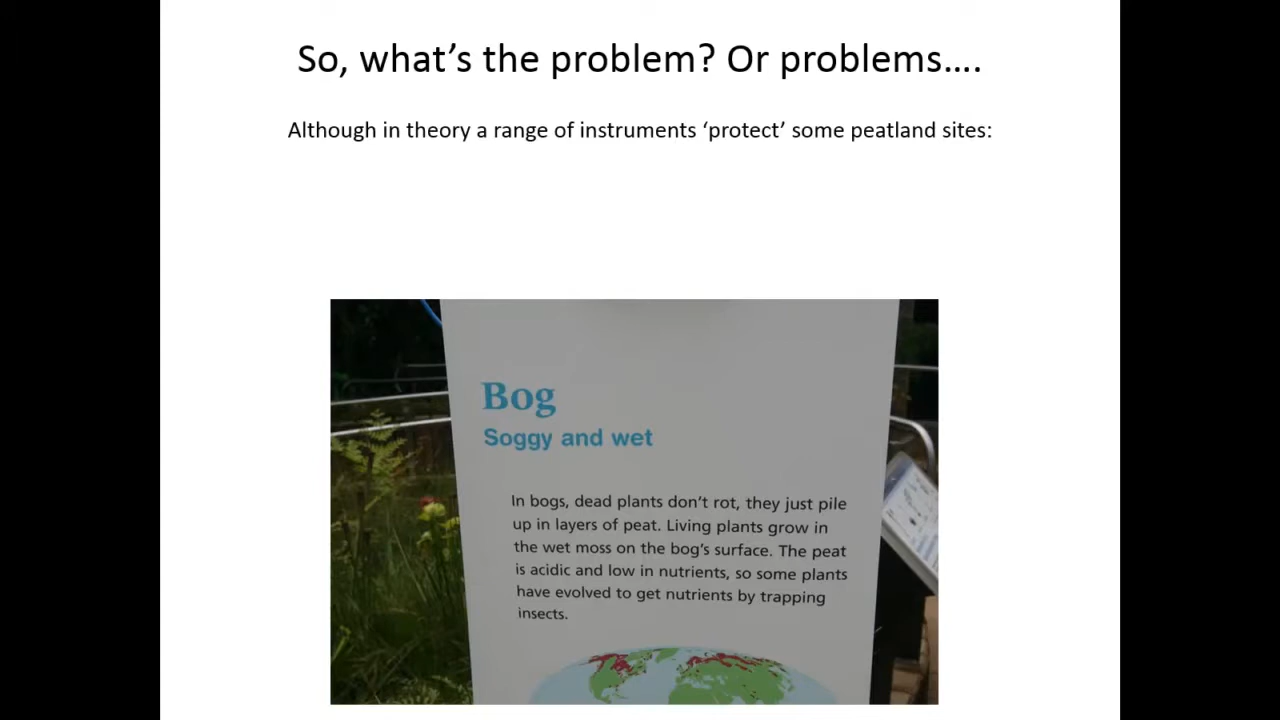 So, what's the problem? Or problems....
Although in theory a range of instruments ‘protect’ some peatland sites:
Bog
Soggy and wet
In bogs, dead plants don't rot, they just pile
up in layers of peat. Living plants grow in
the wet moss on the bog's surface. The peat
is acidic and low in nutrients, so some plants
have evolved to get nutrients by trapping
insects.